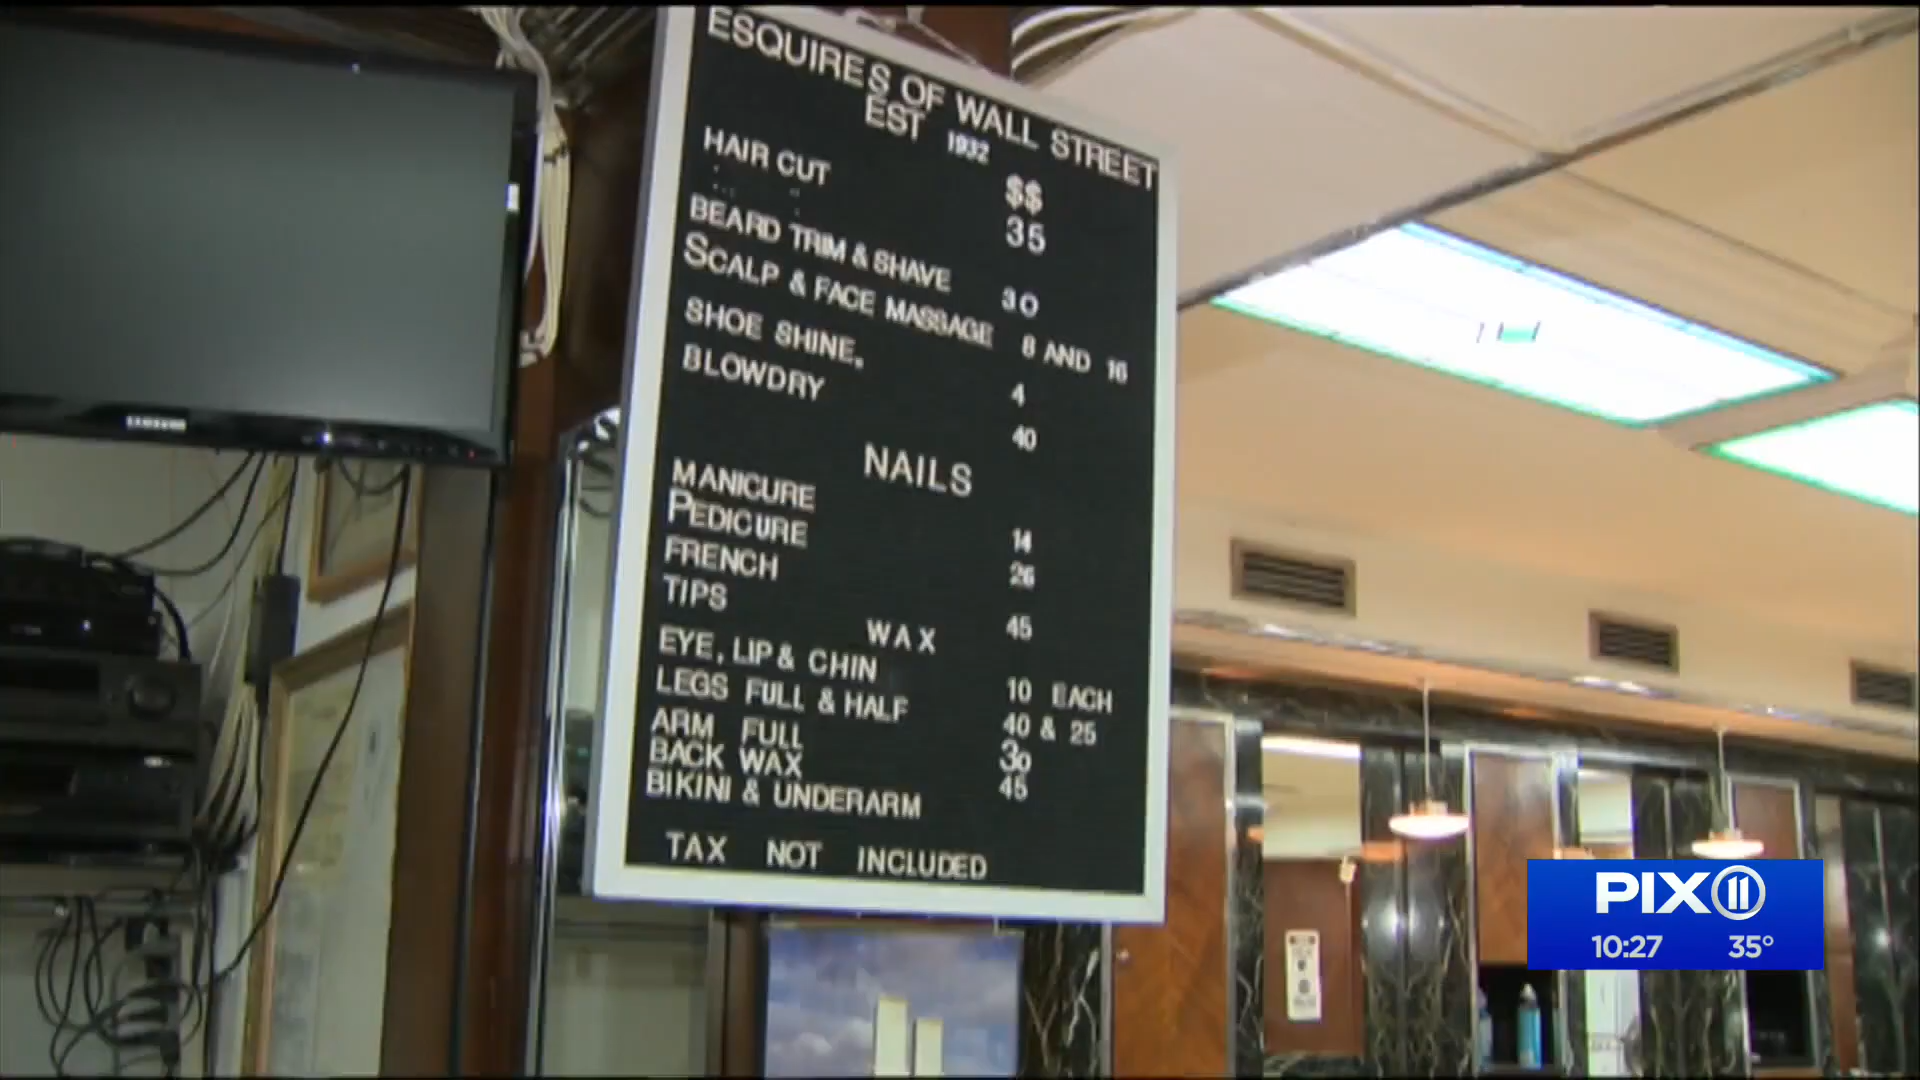 ESQUIRES OF WALL STREET
EST 1932
$$
HAIR CUT 35
BEARD TRIM & SHAVE 30
SCALP & FACE MASSAGE 8 AND 16
SHOE SHINE, 4
BLOWDRY 40
NAILS
MANICURE 14
PEDICURE 26
FRENCH
TIPS 45
WAX
EYE, LIP & CHIN 10 EACH
LEGS FULL & HALF 40 & 25
ARM FULL 30
BACK WAX 45
BIKINI & UNDERARM
TAX NOT INCLUDED
SAMSUNG
PIX 11
10:27 35°